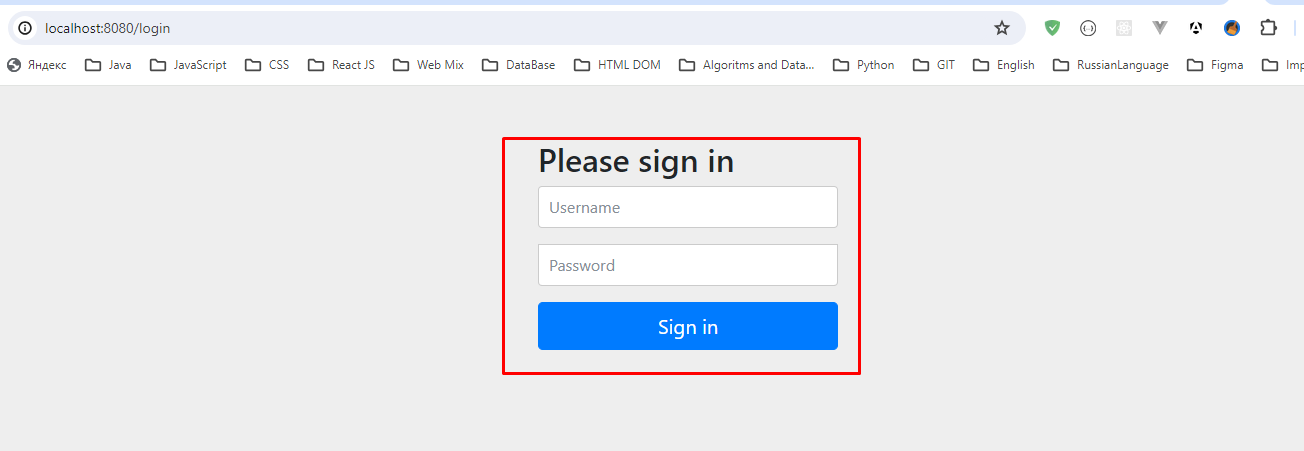 localhost:8080/login
Яндекс Java JavaScript CSS React JS Web Mix DataBase HTML DOM Algoritms and Data... Python GIT English RussianLanguage Figma Imp
Please sign in
Username
Password
Sign in